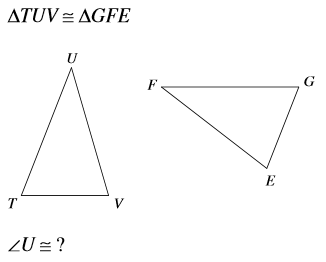 ΔTUV ≅ ΔGFE
U
F G
E
T V
∠U ≅ ?